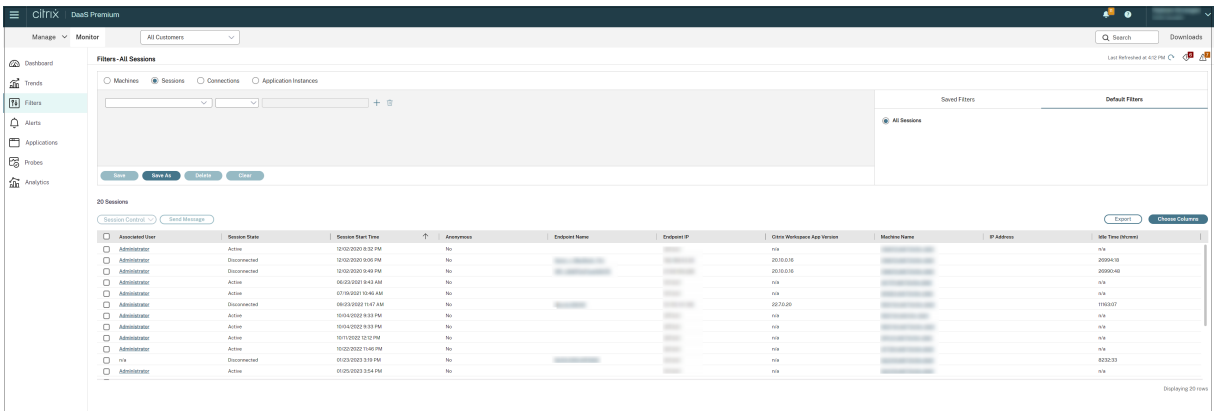 citrix DaaS Premium
Manage Monitor All Customers Search Downloads
Dashboard
Trends
Filters
Alerts
Applications
Probes
Analytics
Filters-All Sessions
Last Refreshed at 4:12 PM
Machines Sessions Connections Application Instances
Saved Filters Default Filters
All Sessions
Save Save As Delete Clear
20 Sessions
Session Control Send Message Export Choose Columns
Associated User Session State Session Start Time Anonymous Endpoint Name Endpoint IP Citrix Workspace App Version Machine Name IP Address Idle Time (hh:mm)
Administrator Active 12/02/2020 8:32 PM No n/a n/a
Administrator Disconnected 12/02/2020 9:06 PM No 20.10.0.16 26994:18
Administrator Disconnected 12/02/2020 9:49 PM No 20.10.0.16 26990:48
Administrator Active 06/23/2021 9:43 AM No n/a n/a
Administrator Active 07/19/2021 10:46 AM No n/a n/a
Administrator Disconnected 09/23/2022 11:47 AM No 22.7.0.20 11163:07
Administrator Active 10/04/2022 9:33 PM No n/a n/a
Administrator Active 10/04/2022 9:33 PM No n/a n/a
Administrator Active 10/11/2022 12:12 PM No n/a n/a
Administrator Active 10/22/2022 11:46 PM No n/a n/a
n/a Disconnected 01/23/2023 3:19 PM No n/a 8232:33
Administrator Active 01/25/2023 3:54 PM No n/a n/a
Displaying 20 rows